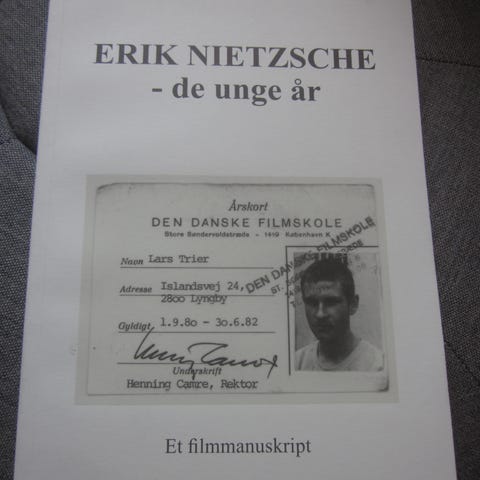 ERIK NIETZSCHE
- de unge år
Årskort
DEN DANSKE FILMSKOLE
Store Søndervoldstræde - 1419 København K
Navn Lars Trier
Adresse Islandsvej 24,
2800 Lyngby
Gyldigt 1.9.80 - 30.6.82
Underskrift
Henning Camre, Rektor
DEN DANSKE FILMSKOLE
Et filmmanuskript